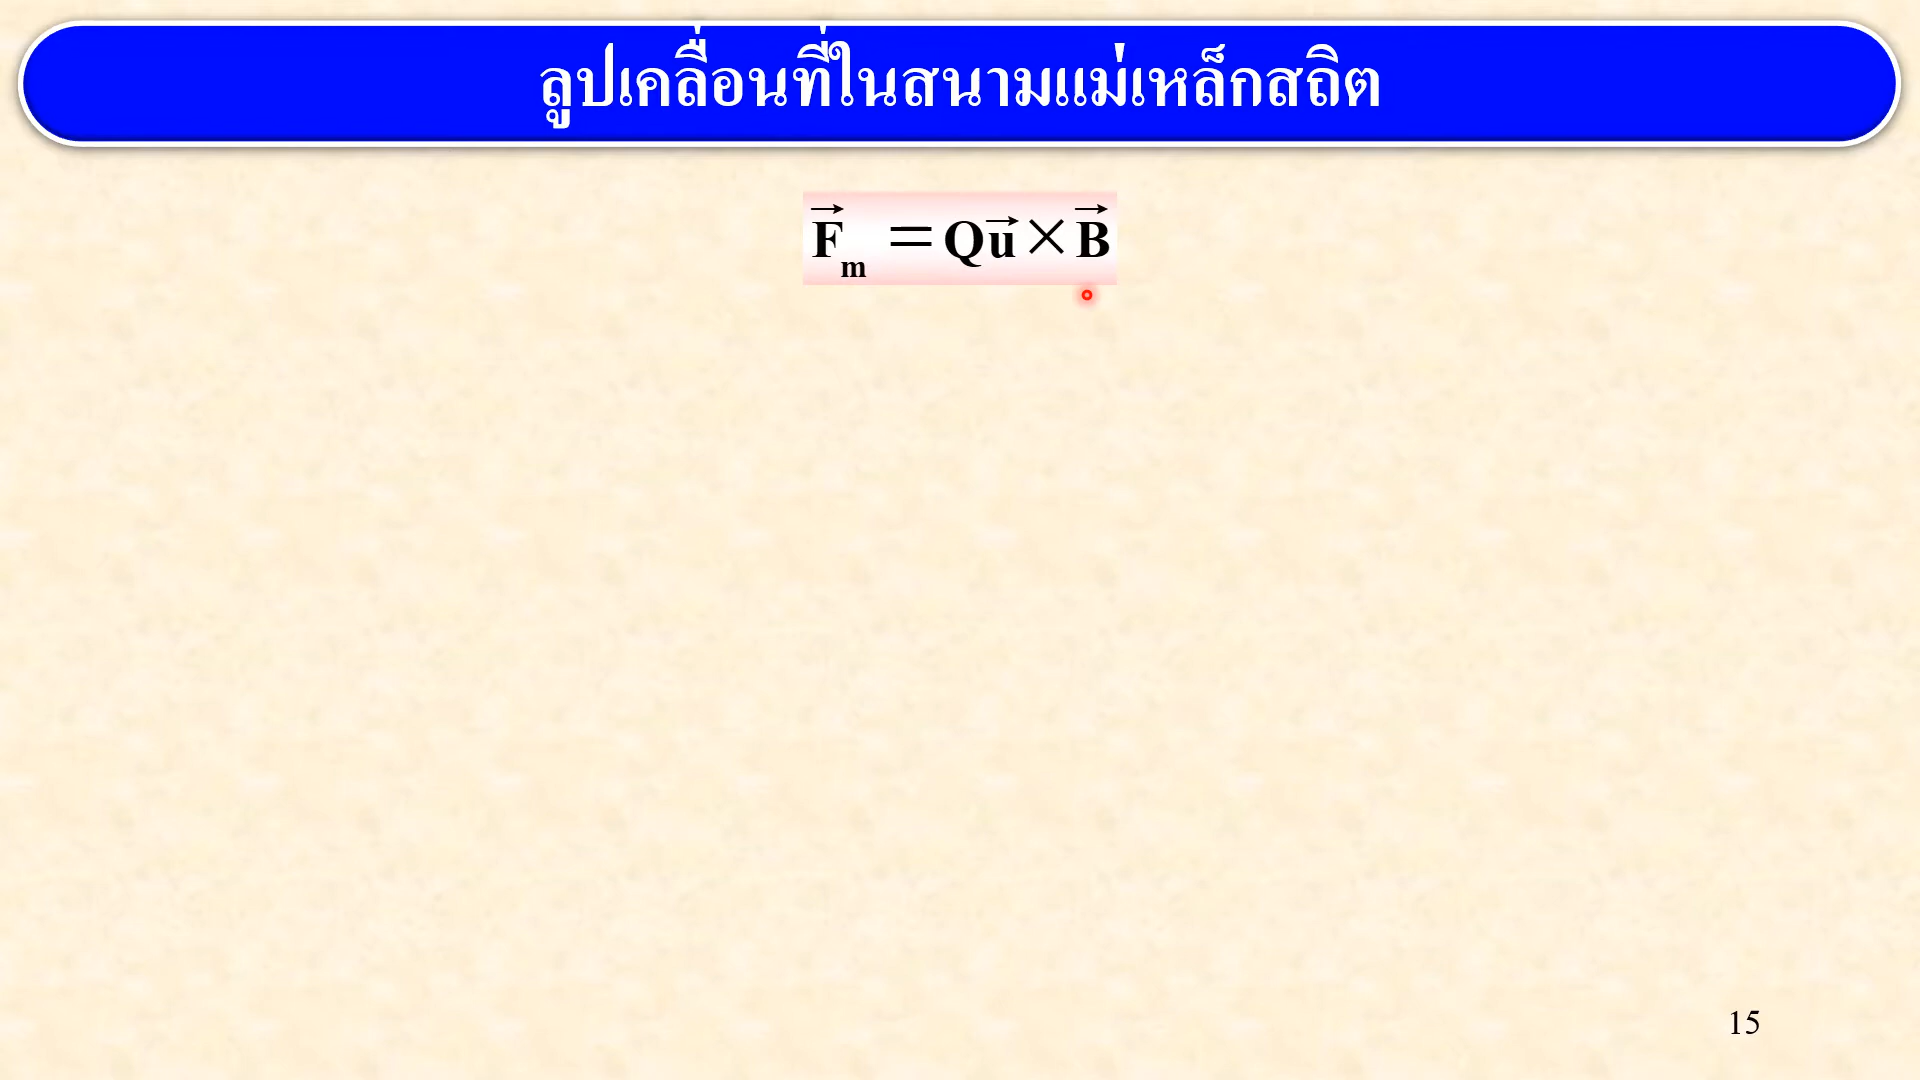 ลูปเคลื่อนที่ในสนามแม่เหล็กสถิต
F⃗m = Qu⃗ × B⃗
15